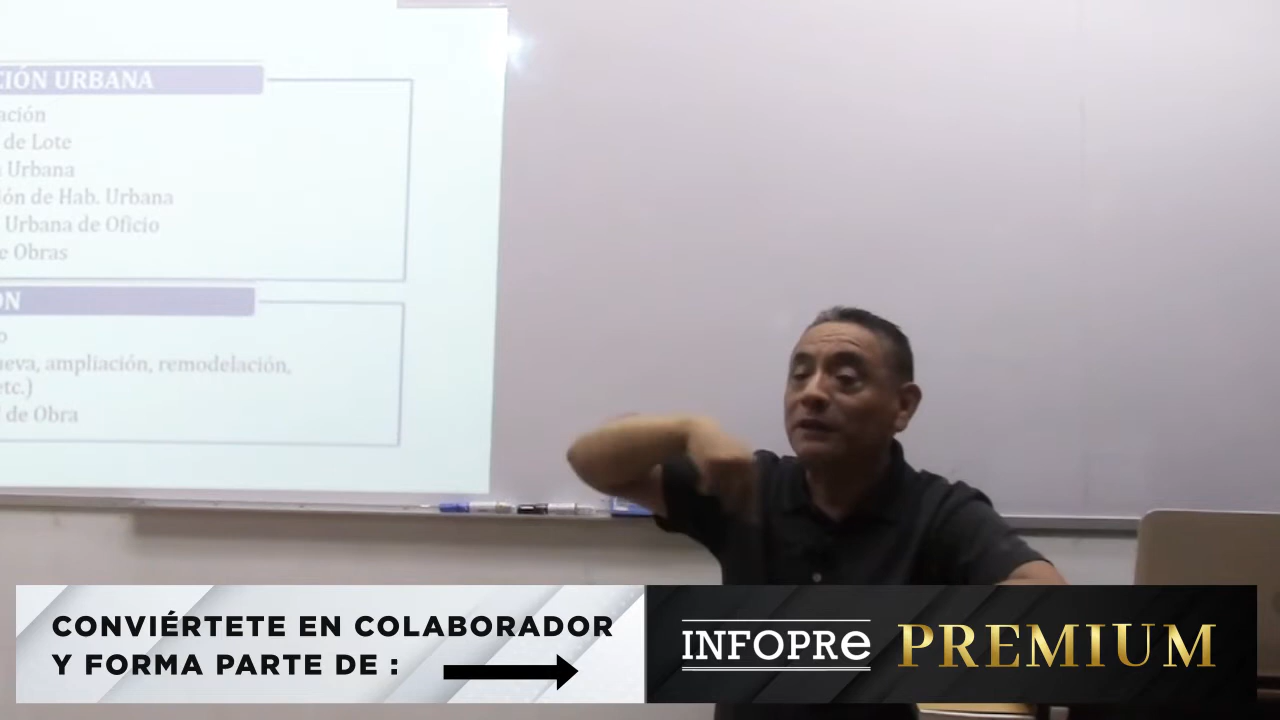 CIÓN URBANA
ación
de Lote
Urbana
ión de Hab. Urbana
Urbana de Oficio
e Obras
ÓN
o
ueva, ampliación, remodelación,
etc.)
de Obra
CONVIÉRTETE EN COLABORADOR
Y FORMA PARTE DE :
INFOPRe PREMIUM